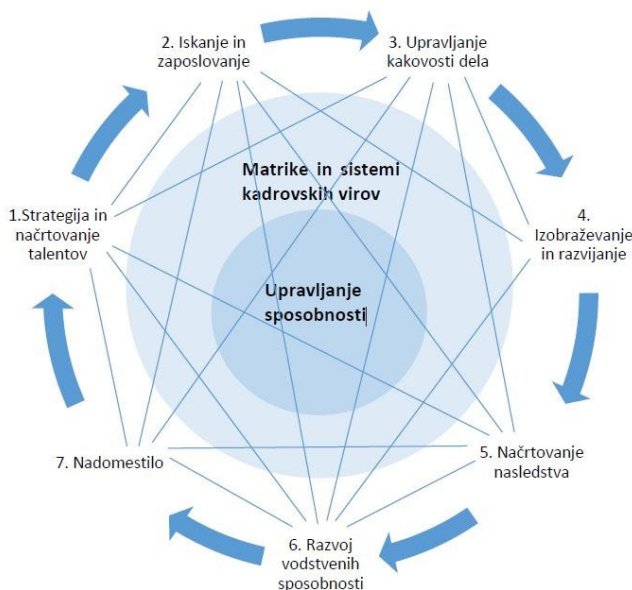 2. Iskanje in
zaposlovanje
3. Upravljanje
kakovosti dela
Matrike in sistemi
kadrovskih virov
1.Strategija in
načrtovanje
talentov
4.
Izobraževanje
in razvijanje
Upravljanje
sposobnosti
7. Nadomestilo
5. Načrtovanje
nasledstva
6. Razvoj
vodstvenih
sposobnosti